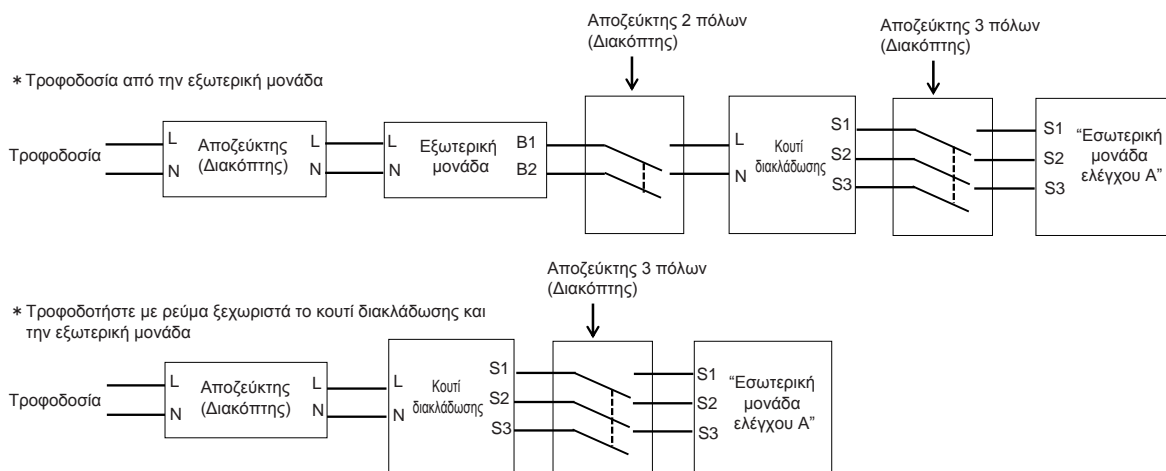 Αποζεύκτης 2 πόλων
(Διακόπτης)
Αποζεύκτης 3 πόλων
(Διακόπτης)
* Τροφοδοσία από την εξωτερική μονάδα
Τροφοδοσία
L
N
Αποζεύκτης
(Διακόπτης)
L
N
L
N
Εξωτερική
μονάδα
B1
B2
L
N
Κουτί
διακλάδωσης
S1
S2
S3
S1
S2
S3
“Εσωτερική
μονάδα
ελέγχου A”
Αποζεύκτης 3 πόλων
(Διακόπτης)
* Τροφοδοτήστε με ρεύμα ξεχωριστά το κουτί διακλάδωσης και
την εξωτερική μονάδα
Τροφοδοσία
L
N
Αποζεύκτης
(Διακόπτης)
L
N
L
N
Κουτί
διακλάδωσης
S1
S2
S3
S1
S2
S3
“Εσωτερική
μονάδα
ελέγχου A”